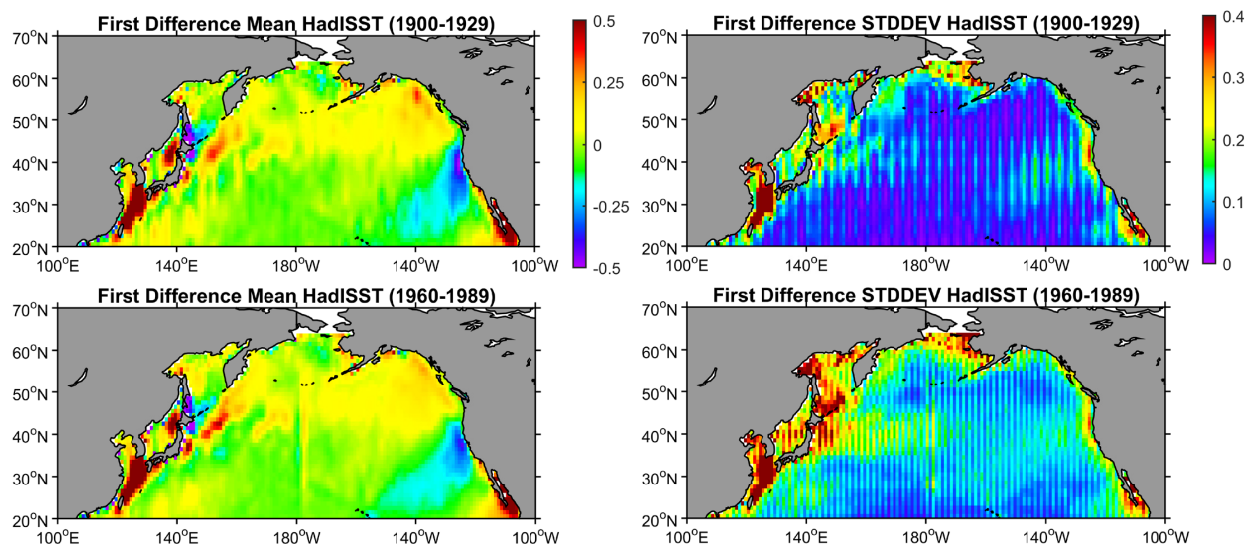 First Difference Mean HadISST (1900-1929)
70°N
60°N
50°N
40°N
30°N
20°N
100°E 140°E 180°W 140°W 100°W
0.5
0.25
0
-0.25
-0.5
First Difference STDDEV HadISST (1900-1929)
70°N
60°N
50°N
40°N
30°N
20°N
100°E 140°E 180°W 140°W 100°W
0.4
0.3
0.2
0.1
0
First Difference Mean HadISST (1960-1989)
70°N
60°N
50°N
40°N
30°N
20°N
100°E 140°E 180°W 140°W 100°W
First Difference STDDEV HadISST (1960-1989)
70°N
60°N
50°N
40°N
30°N
20°N
100°E 140°E 180°W 140°W 100°W